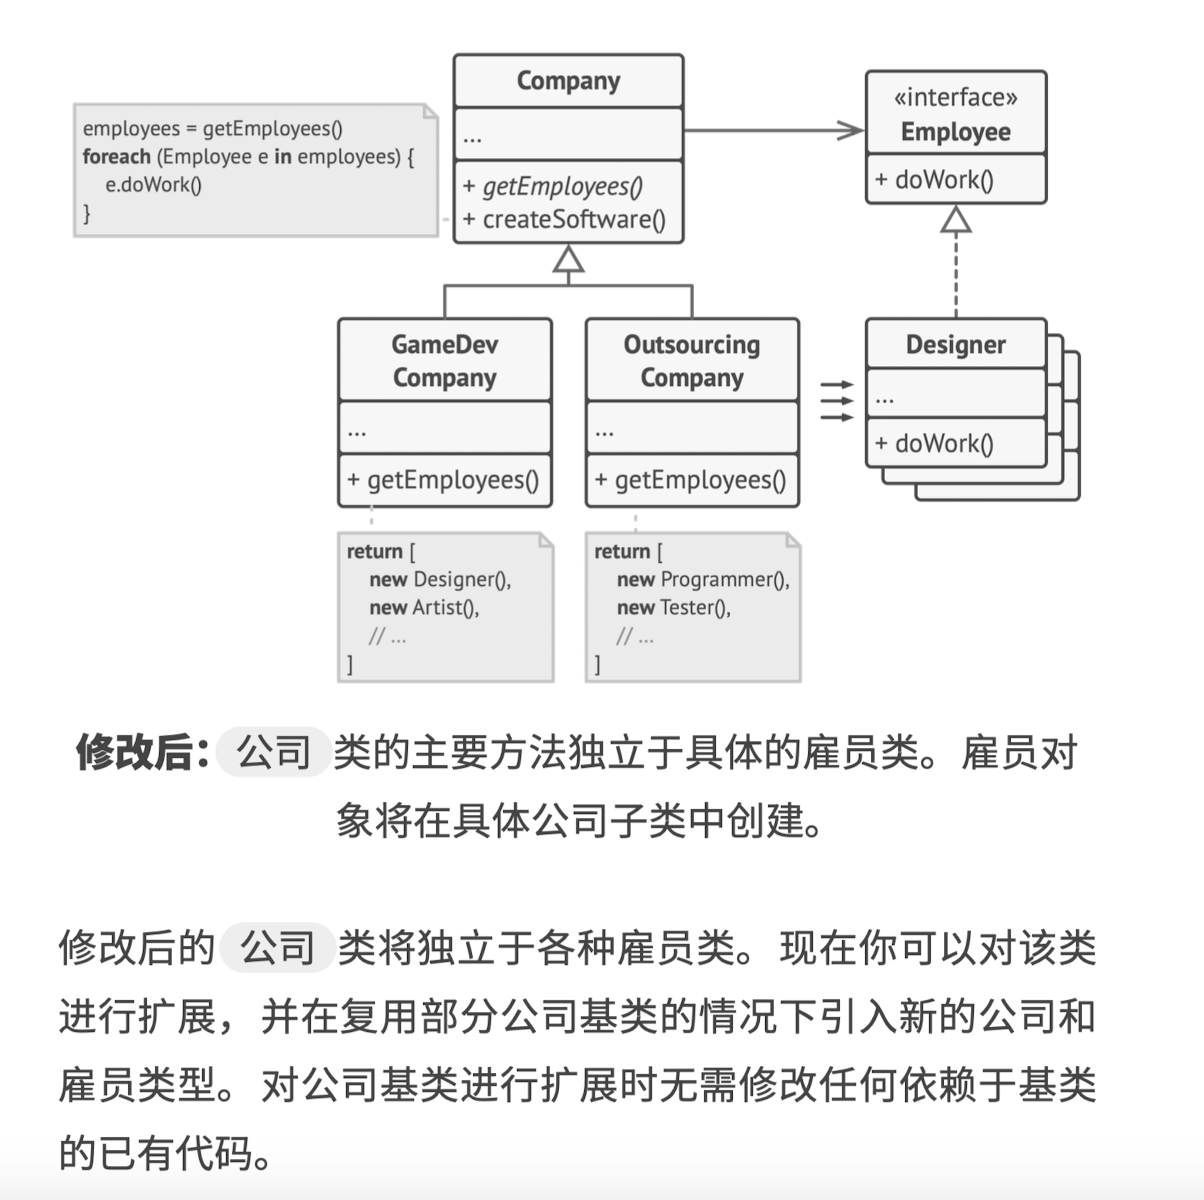 Company
...
+ getEmployees()
+ createSoftware()
employees = getEmployees()
foreach (Employee e in employees) {
e.doWork()
}
«interface»
Employee
+ doWork()
GameDev
Company
...
+ getEmployees()
Outsourcing
Company
...
+ getEmployees()
Designer
...
+ doWork()
return [
new Designer(),
new Artist(),
// ...
]
return [
new Programmer(),
new Tester(),
// ...
]
修改后： 公司 类的主要方法独立于具体的雇员类。雇员对
象将在具体公司子类中创建。
修改后的 公司 类将独立于各种雇员类。现在你可以对该类
进行扩展，并在复用部分公司基类的情况下引入新的公司和
雇员类型。对公司基类进行扩展时无需修改任何依赖于基类
的已有代码。